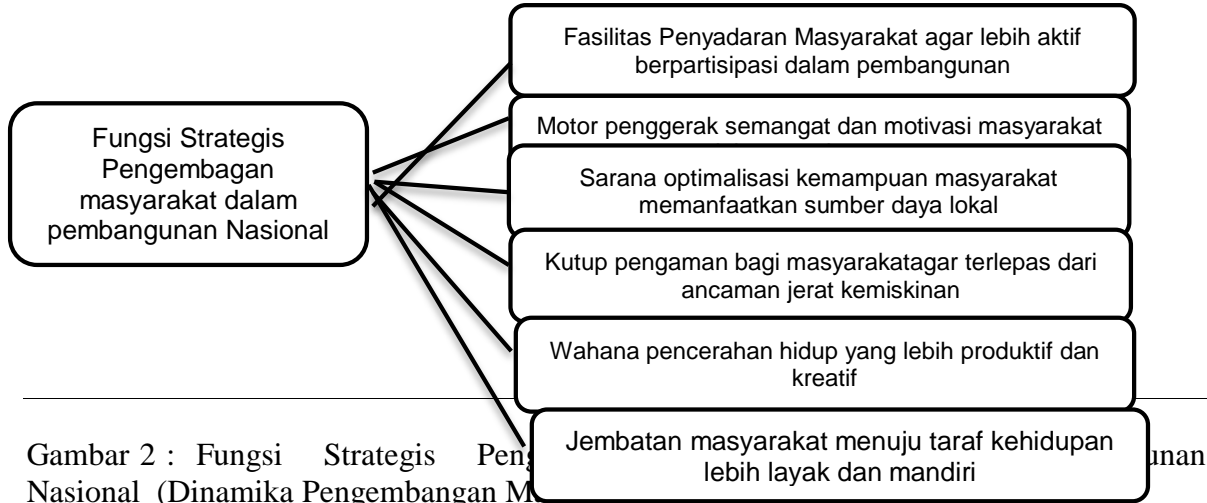 Fungsi Strategis
Pengembagan
masyarakat dalam
pembangunan Nasional
Fasilitas Penyadaran Masyarakat agar lebih aktif
berpartisipasi dalam pembangunan
Motor penggerak semangat dan motivasi masyarakat
Sarana optimalisasi kemampuan masyarakat
memanfaatkan sumber daya lokal
Kutup pengaman bagi masyarakatagar terlepas dari
ancaman jerat kemiskinan
Wahana pencerahan hidup yang lebih produktif dan
kreatif
Jembatan masyarakat menuju taraf kehidupan
lebih layak dan mandiri
Gambar 2 : Fungsi Strategis
Nasional (Dinamika Pengembangan